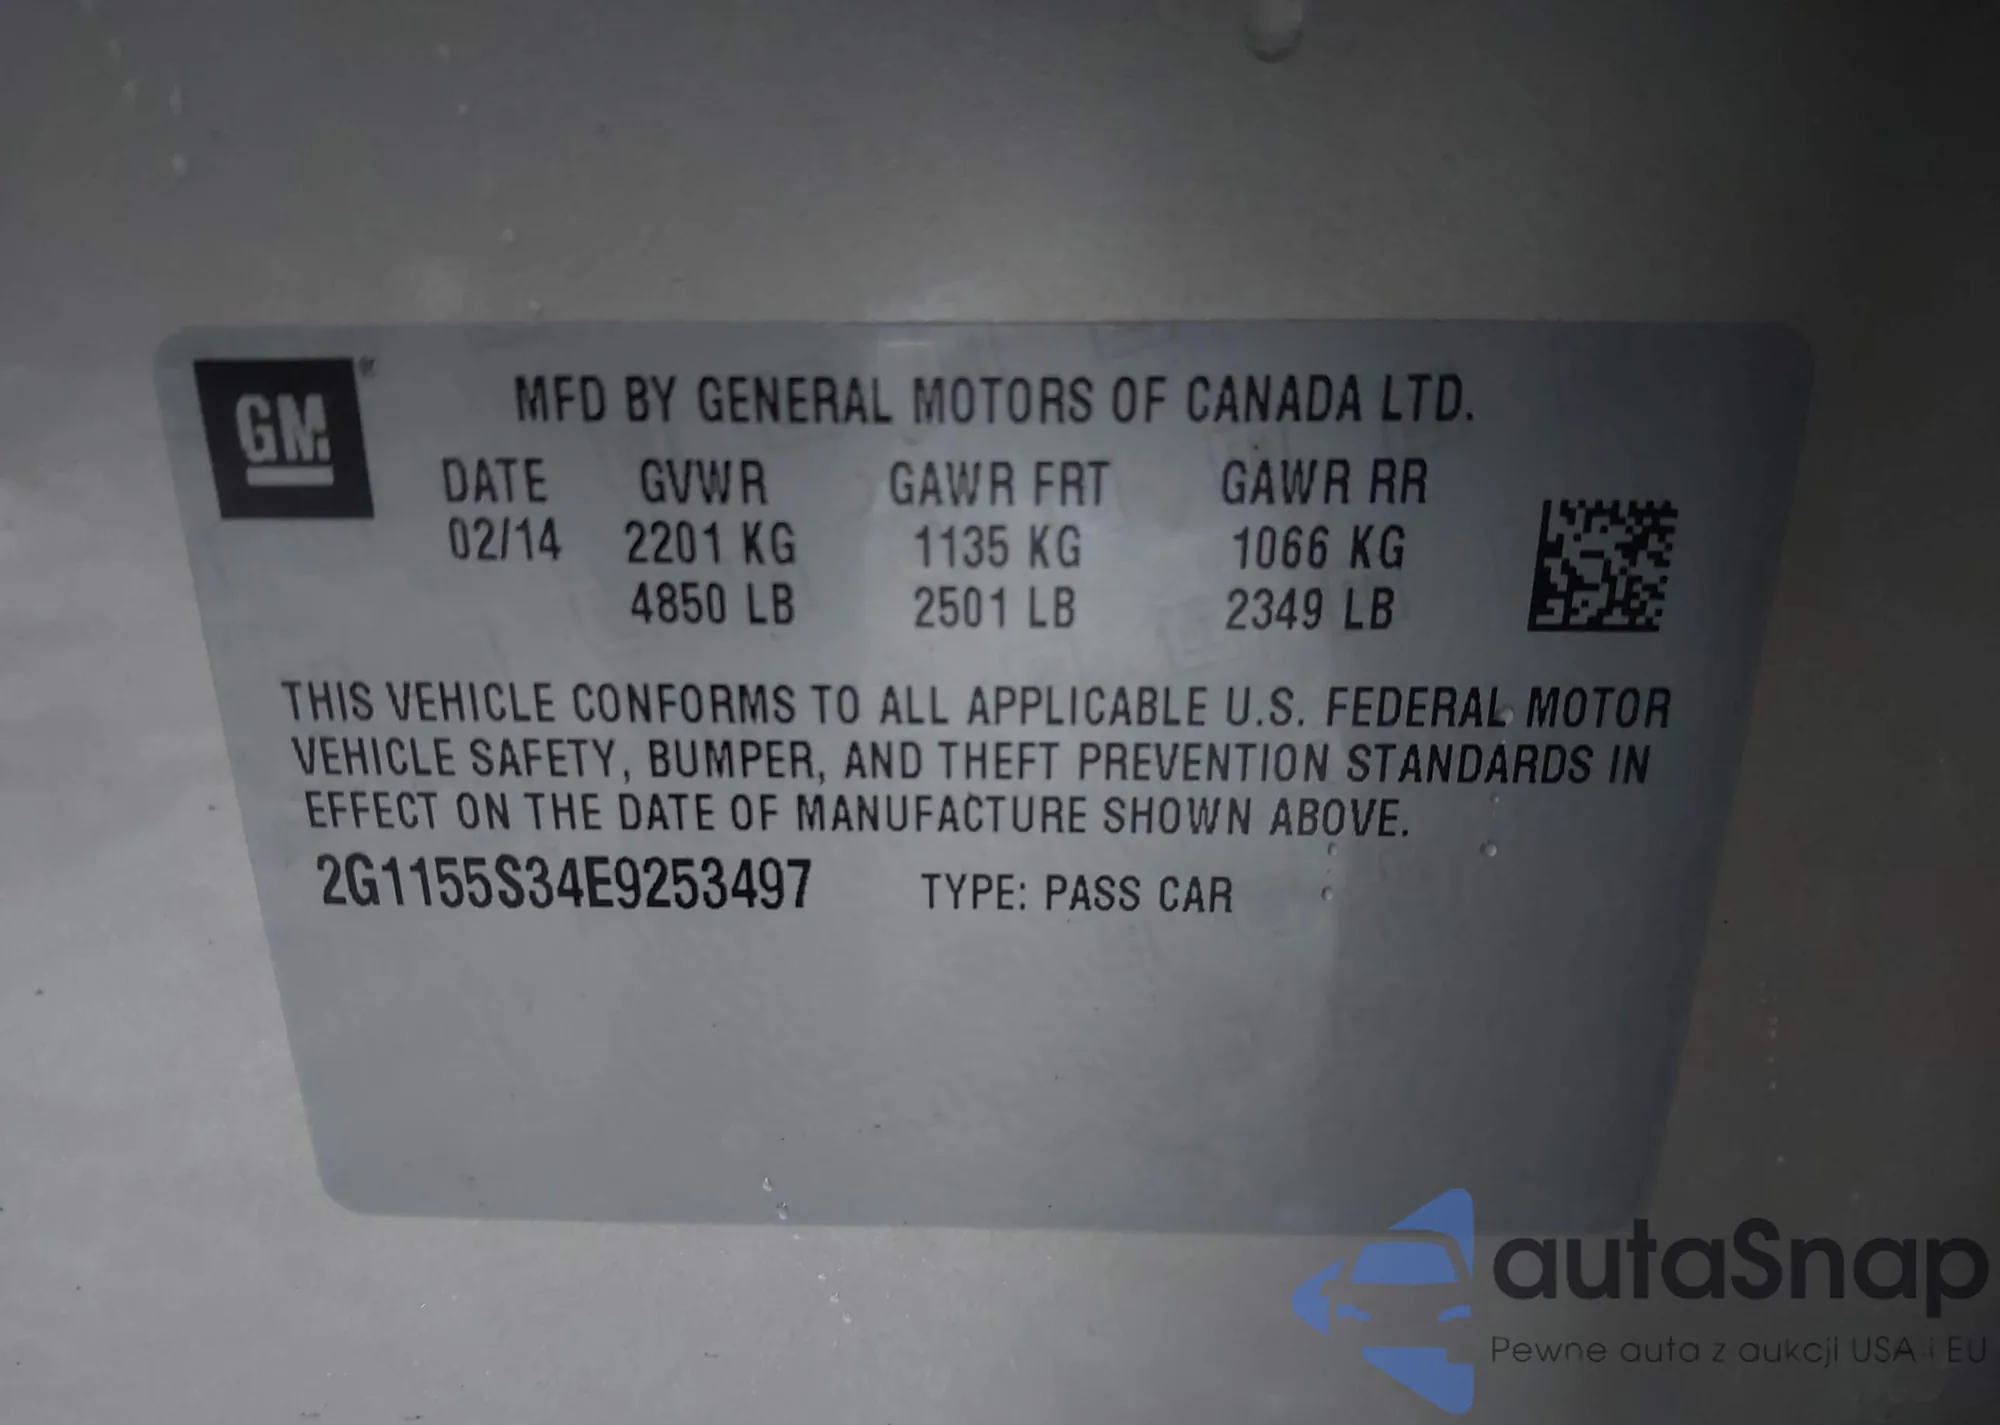 GM
MFD BY GENERAL MOTORS OF CANADA LTD.
DATE GVWR GAWR FRT GAWR RR
02/14 2201 KG 1135 KG 1066 KG
4850 LB 2501 LB 2349 LB
THIS VEHICLE CONFORMS TO ALL APPLICABLE U.S. FEDERAL MOTOR
VEHICLE SAFETY, BUMPER, AND THEFT PREVENTION STANDARDS IN
EFFECT ON THE DATE OF MANUFACTURE SHOWN ABOVE.
2G1155S34E9253497 TYPE: PASS CAR
autaSnap
Pewne auta z aukcji USA i EU